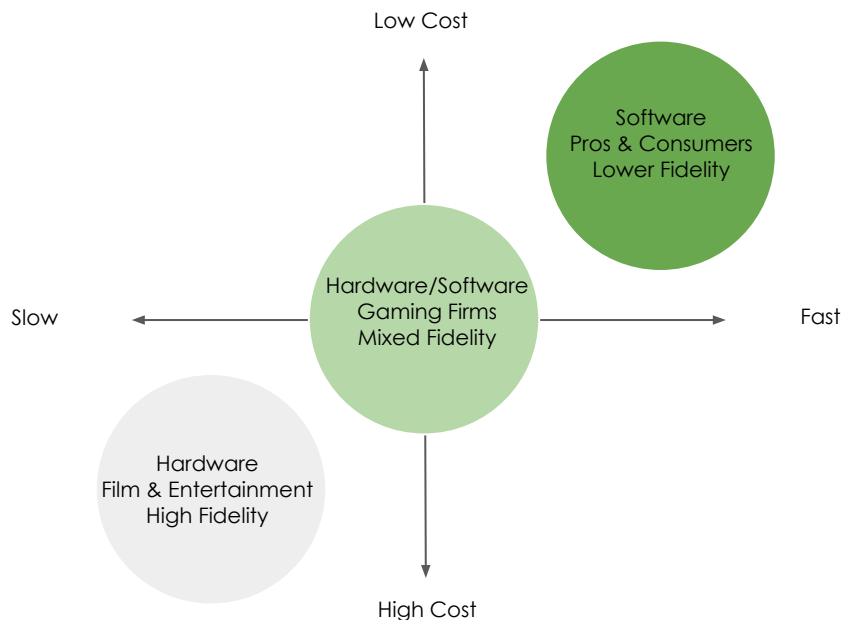 Low Cost
Software
Pros & Consumers
Lower Fidelity
Hardware/Software
Gaming Firms
Mixed Fidelity
Slow
Fast
Hardware
Film & Entertainment
High Fidelity
High Cost